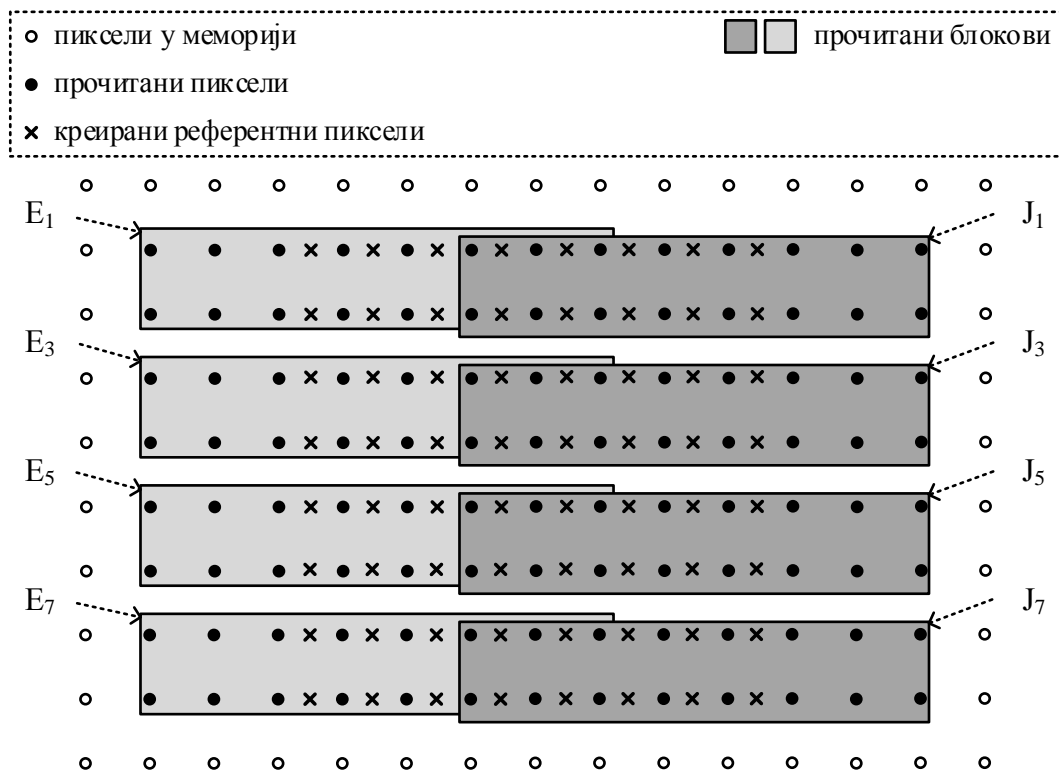 пиксели у меморији
прочитани блокови
прочитани пиксели
креирани референтни пиксели
E1
J1
E3
J3
E5
J5
E7
J7